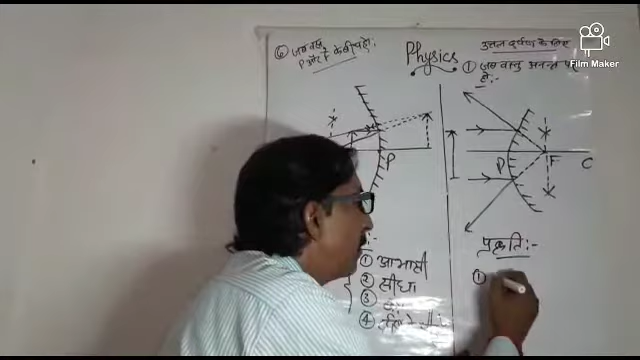 ⑥ जब वस्तु
P और F के बीच हो:
Physics
उत्तल दर्पण के लिए
① जब वस्तु अनन्त पर
हो:-
Film Maker
P
P F C
प्रकृति:-
① आभासी
② सीधा
③
④
①